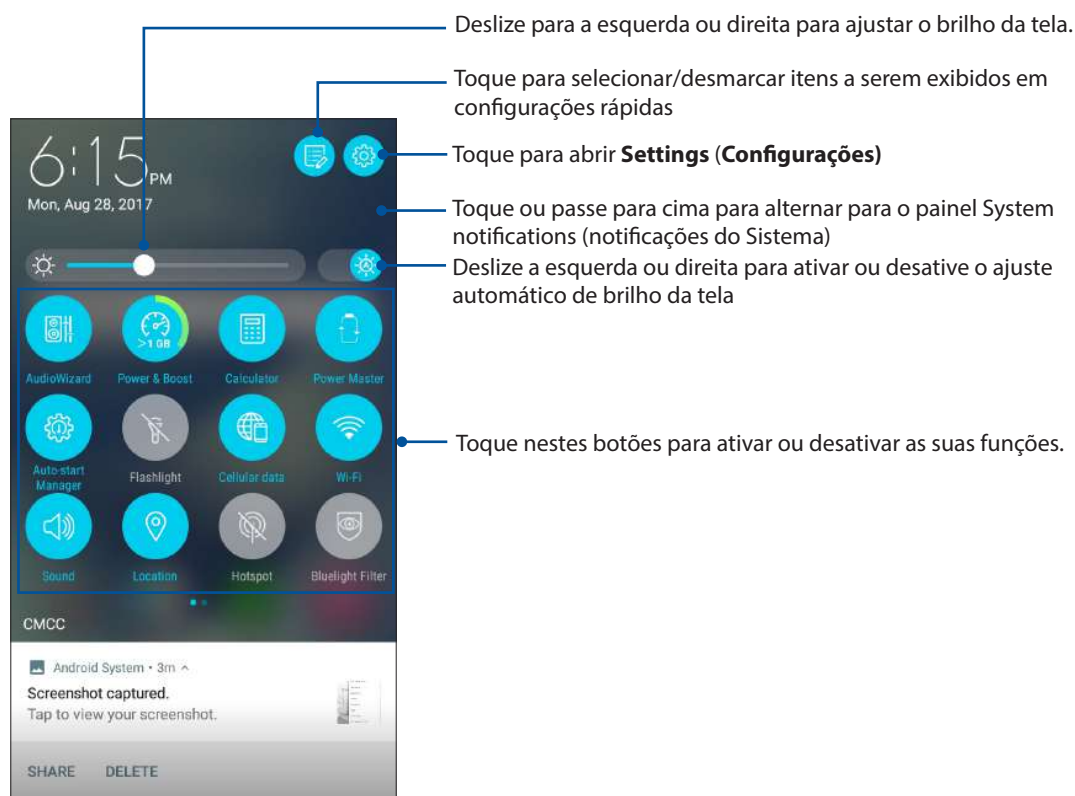 Deslize para a esquerda ou direita para ajustar o brilho da tela.
Toque para selecionar/desmarcar itens a serem exibidos em
configurações rápidas
Toque para abrir Settings (Configurações)
Toque ou passe para cima para alternar para o painel System
notifications (notificações do Sistema)
Deslize a esquerda ou direita para ativar ou desative o ajuste
automático de brilho da tela
Toque nestes botões para ativar ou desativar as suas funções.
6:15 PM
Mon, Aug 28, 2017
A
>1 GB
AudioWizard Power & Boost Calculator Power Master
Auto-start
Manager
Flashlight Cellular data Wi-Fi
Sound Location Hotspot Bluelight Filter
CMCC
Android System • 3m
Screenshot captured.
Tap to view your screenshot.
SHARE DELETE